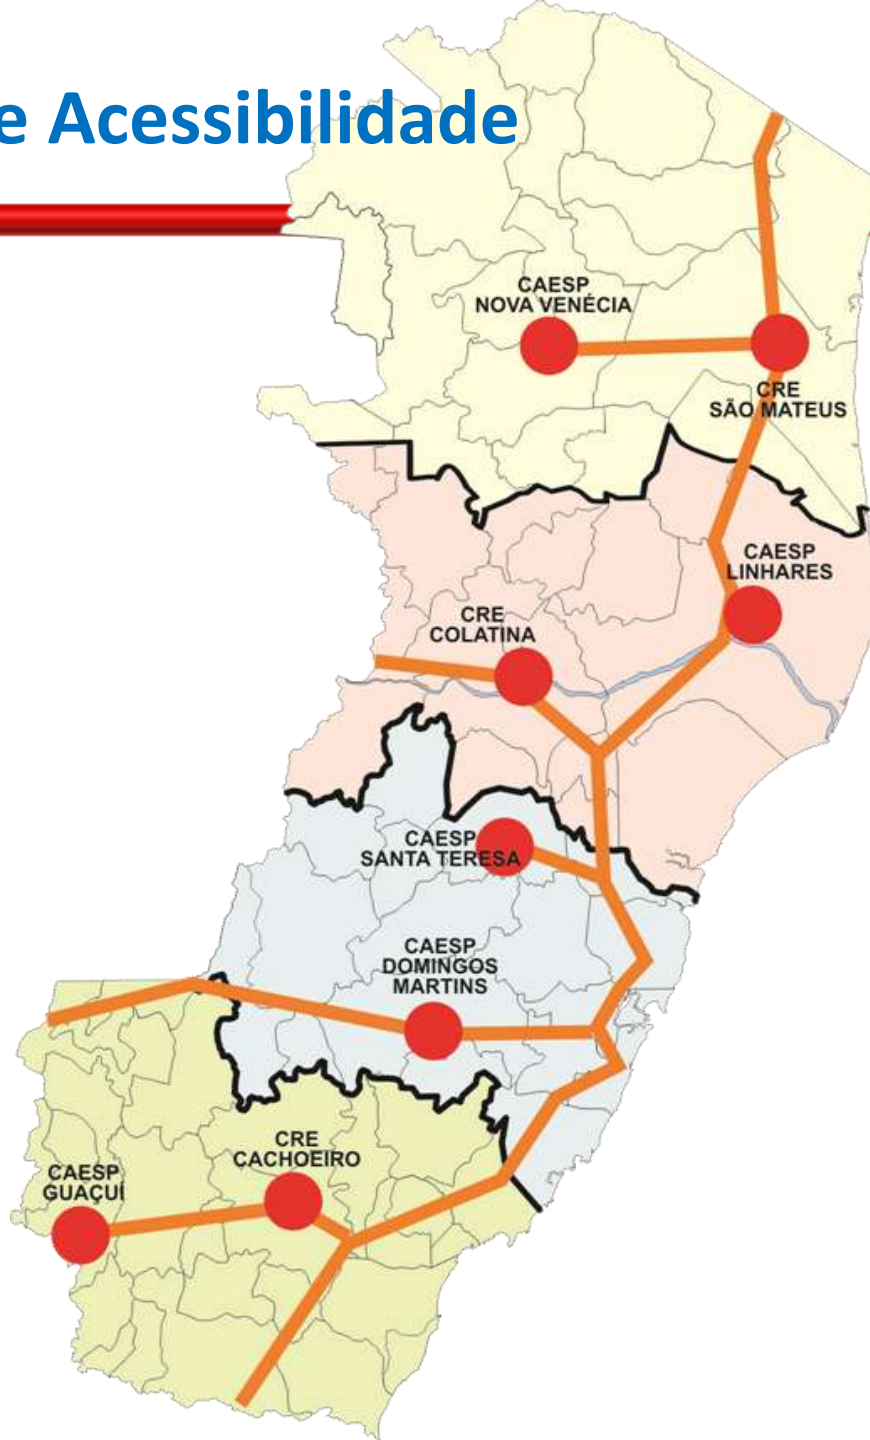 e Acessibilidade
CAESP
NOVA VENÉCIA
CRE
SÃO MATEUS
CAESP
LINHARES
CRE
COLATINA
CAESP
SANTA TERESA
CAESP
DOMINGOS
MARTINS
CRE
CACHOEIRO
CAESP
GUAÇUÍ